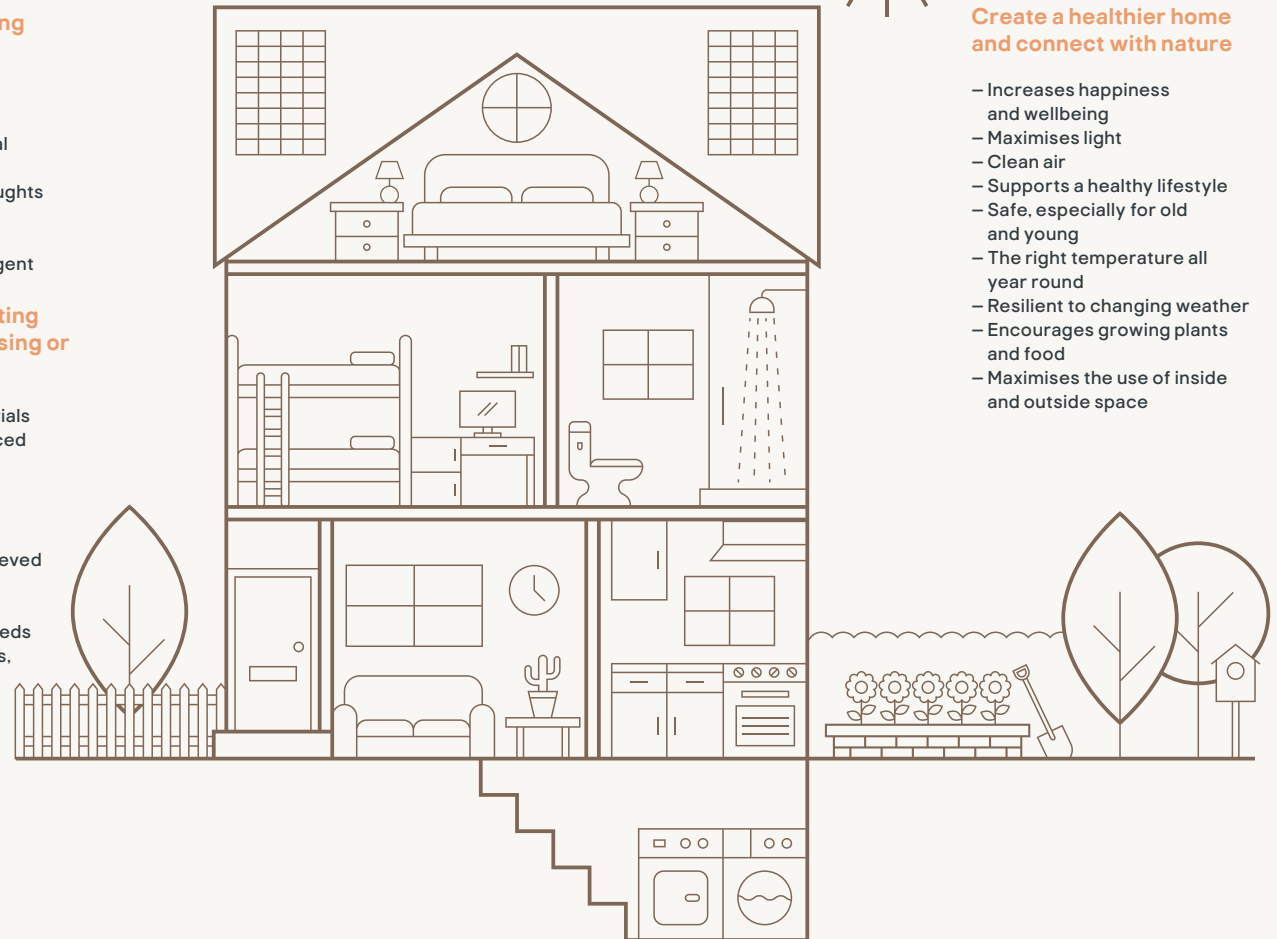 Create a healthier home
and connect with nature
– Increases happiness
and wellbeing
– Maximises light
– Clean air
– Supports a healthy lifestyle
– Safe, especially for old
and young
– The right temperature all
year round
– Resilient to changing weather
– Encourages growing plants
and food
– Maximises the use of inside
and outside space
or